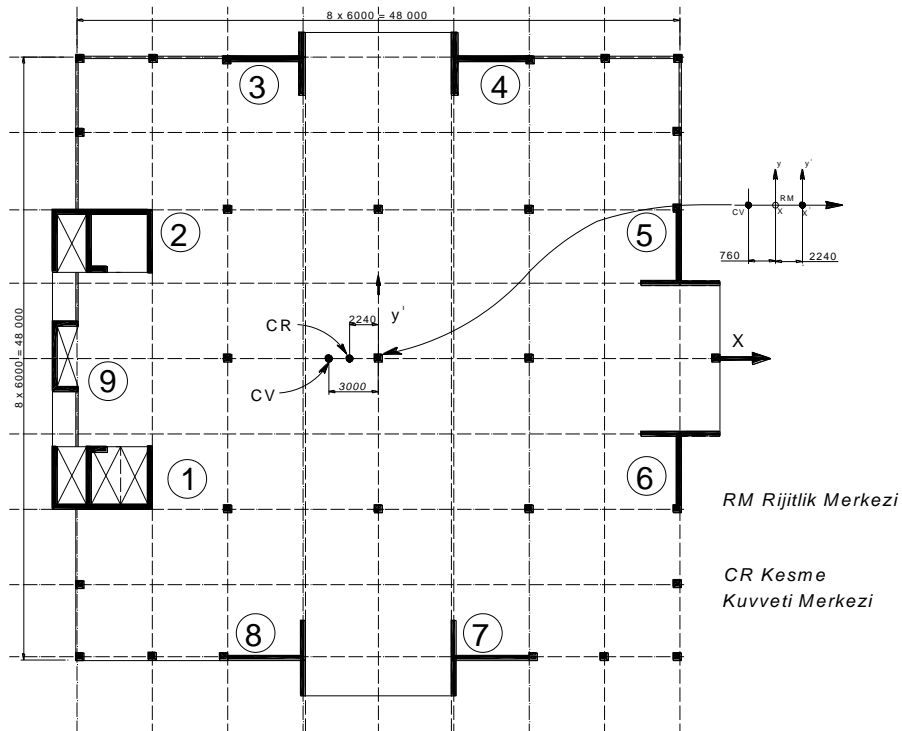 8 x 6000 = 48 000
3
4
y
y'
RM
CV
X
X
760
2240
2
5
8 x 6000 = 48 000
y'
2240
CR
X
3000
CV
9
1
6
RM Rijitlik Merkezi
CR Kesme
Kuvveti Merkezi
8
7